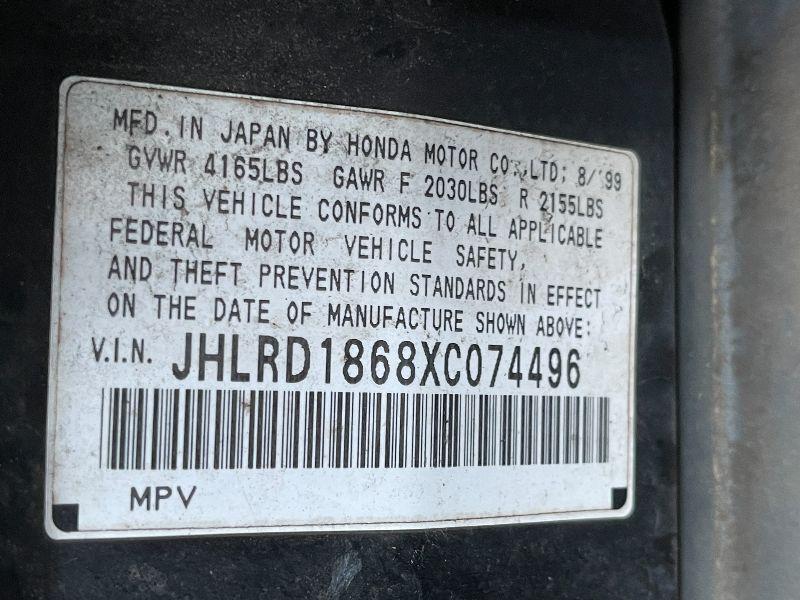 MFD. IN JAPAN BY HONDA MOTOR CO.,LTD; 8/'99
GVWR 4165LBS GAWR F 2030LBS R 2155LBS
THIS VEHICLE CONFORMS TO ALL APPLICABLE
FEDERAL MOTOR VEHICLE SAFETY,
AND THEFT PREVENTION STANDARDS IN EFFECT
ON THE DATE OF MANUFACTURE SHOWN ABOVE:
V.I.N. JHLRD1868XC074496
MPV